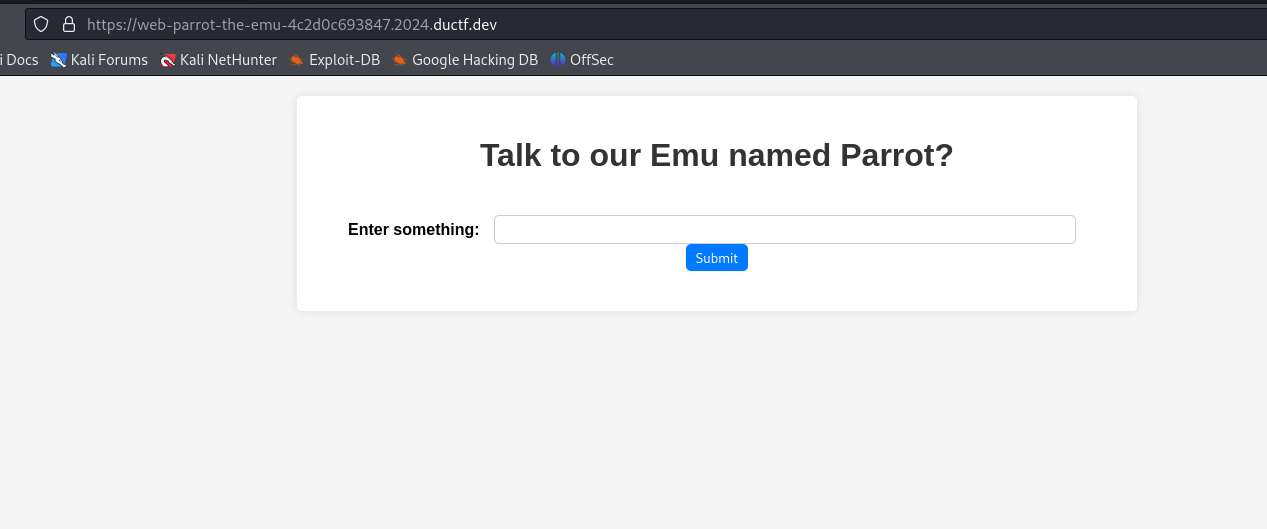 https://web-parrot-the-emu-4c2d0c693847.2024.ductf.dev
i Docs Kali Forums Kali NetHunter Exploit-DB Google Hacking DB OffSec
Talk to our Emu named Parrot?
Enter something:
Submit